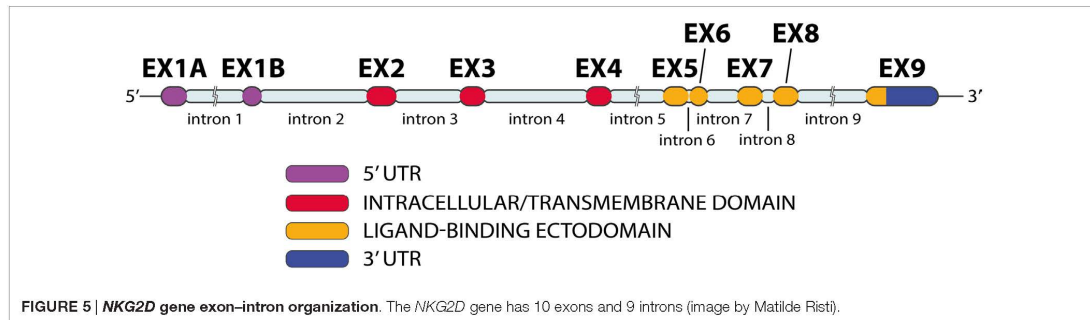 EX6 EX8
EX1A EX1B EX2 EX3 EX4 EX5 EX7 EX9
5′ 3′
intron 1 intron 2 intron 3 intron 4 intron 5 intron 7 intron 9
intron 6 intron 8
5′ UTR
INTRACELLULAR/TRANSMEMBRANE DOMAIN
LIGAND-BINDING ECTODOMAIN
3′ UTR
FIGURE 5 | NKG2D gene exon–intron organization. The NKG2D gene has 10 exons and 9 introns (image by Matilde Risti).